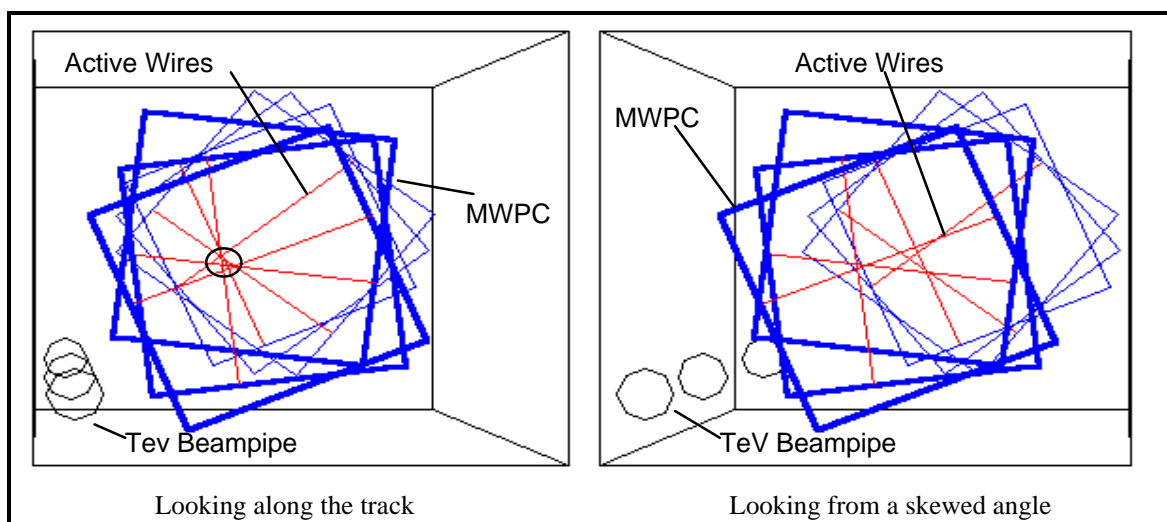 Active Wires
MWPC
Tev Beampipe
Looking along the track
Active Wires
MWPC
TeV Beampipe
Looking from a skewed angle